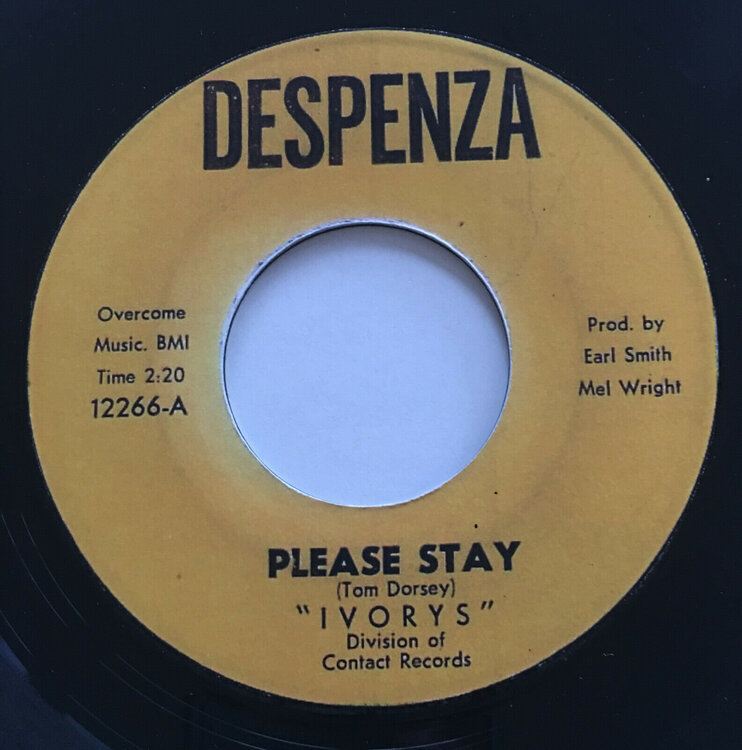 DESPENZA
Overcome
Music. BMI
Time 2:20
12266-A
Prod. by
Earl Smith
Mel Wright
PLEASE STAY
(Tom Dorsey)
"IVORYS"
Division of
Contact Records